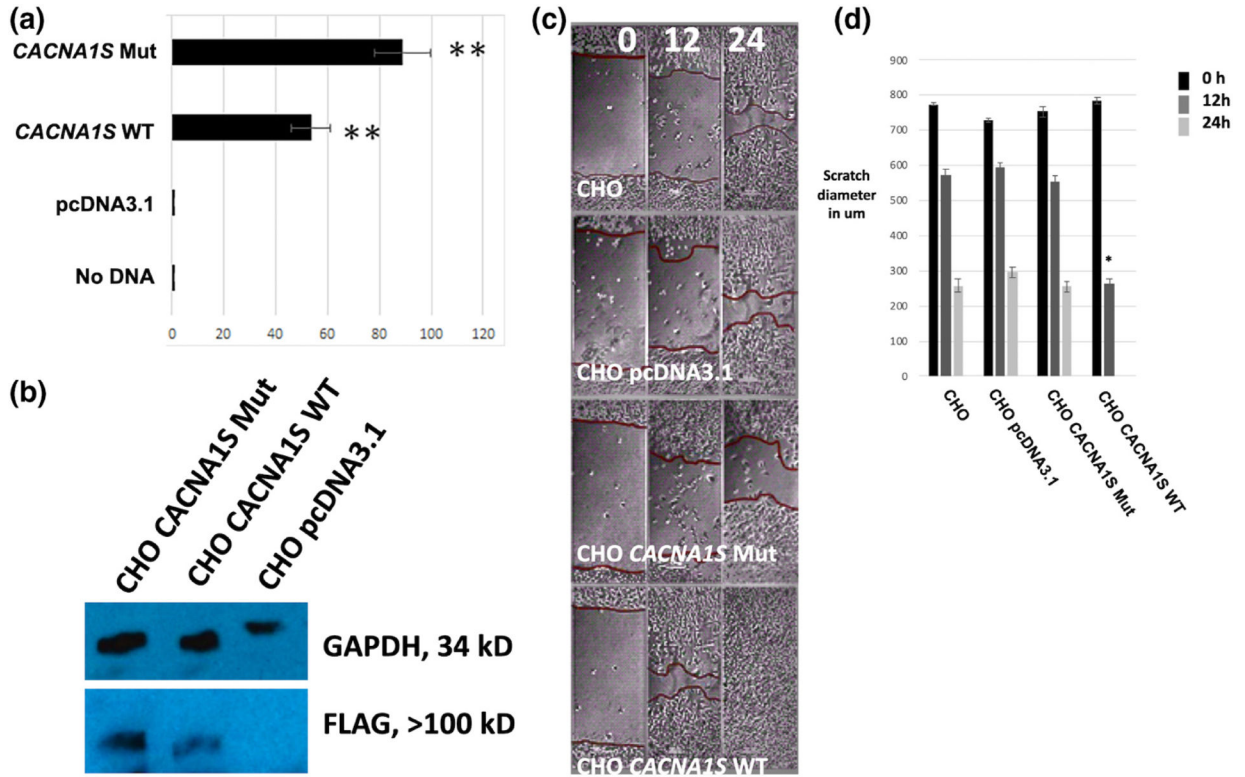 (a)
CACNA1S Mut
CACNA1S WT
pcDNA3.1
No DNA
**
**
0 20 40 60 80 100 120
(b)
CHO CACNA1S Mut
CHO CACNA1S WT
CHO pcDNA3.1
GAPDH, 34 kD
FLAG, >100 kD
(c)
0 12 24
CHO
CHO pcDNA3.1
CHO CACNA1S Mut
CHO CACNA1S WT
(d)
900
800
700
600
500
400
300
200
100
0
Scratch
diameter
in um
*
CHO
CHO pcDNA3.1
CHO CACNA1S Mut
CHO CACNA1S WT
0 h
12h
24h